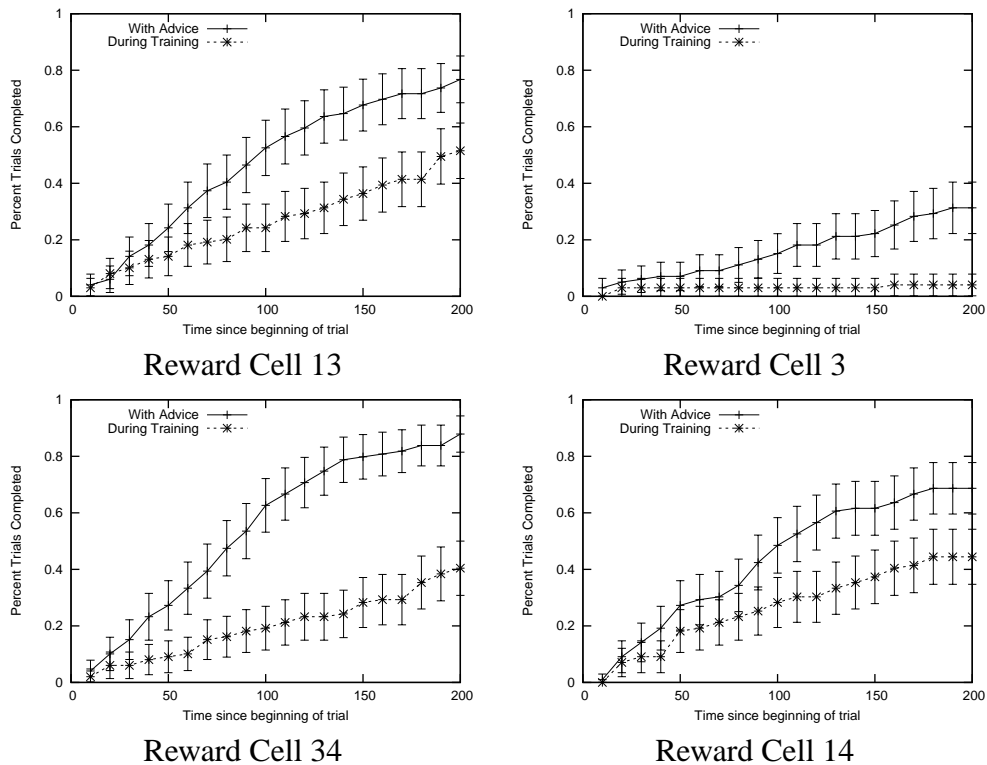 With Advice
During Training
1
0.8
0.6
0.4
0.2
0
Percent Trials Completed
0 50 100 150 200
Time since beginning of trial
Reward Cell 13
With Advice
During Training
1
0.8
0.6
0.4
0.2
0
Percent Trials Completed
0 50 100 150 200
Time since beginning of trial
Reward Cell 3
With Advice
During Training
1
0.8
0.6
0.4
0.2
0
Percent Trials Completed
0 50 100 150 200
Time since beginning of trial
Reward Cell 34
With Advice
During Training
1
0.8
0.6
0.4
0.2
0
Percent Trials Completed
0 50 100 150 200
Time since beginning of trial
Reward Cell 14